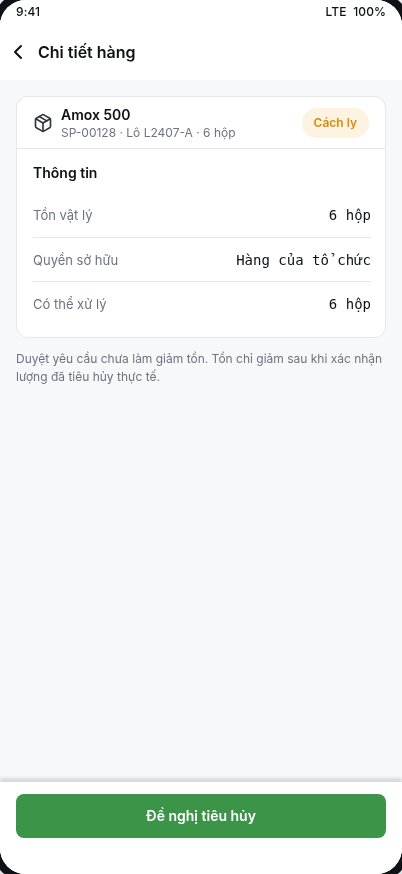 9:41 LTE 100%
Chi tiết hàng
Amox 500
SP-00128 · Lô L2407-A · 6 hộp
Cách ly
Thông tin
Tồn vật lý 6 hộp
Quyền sở hữu Hàng của tổ chức
Có thể xử lý 6 hộp
Duyệt yêu cầu chưa làm giảm tồn. Tồn chỉ giảm sau khi xác nhận
lượng đã tiêu hủy thực tế.
Đề nghị tiêu hủy